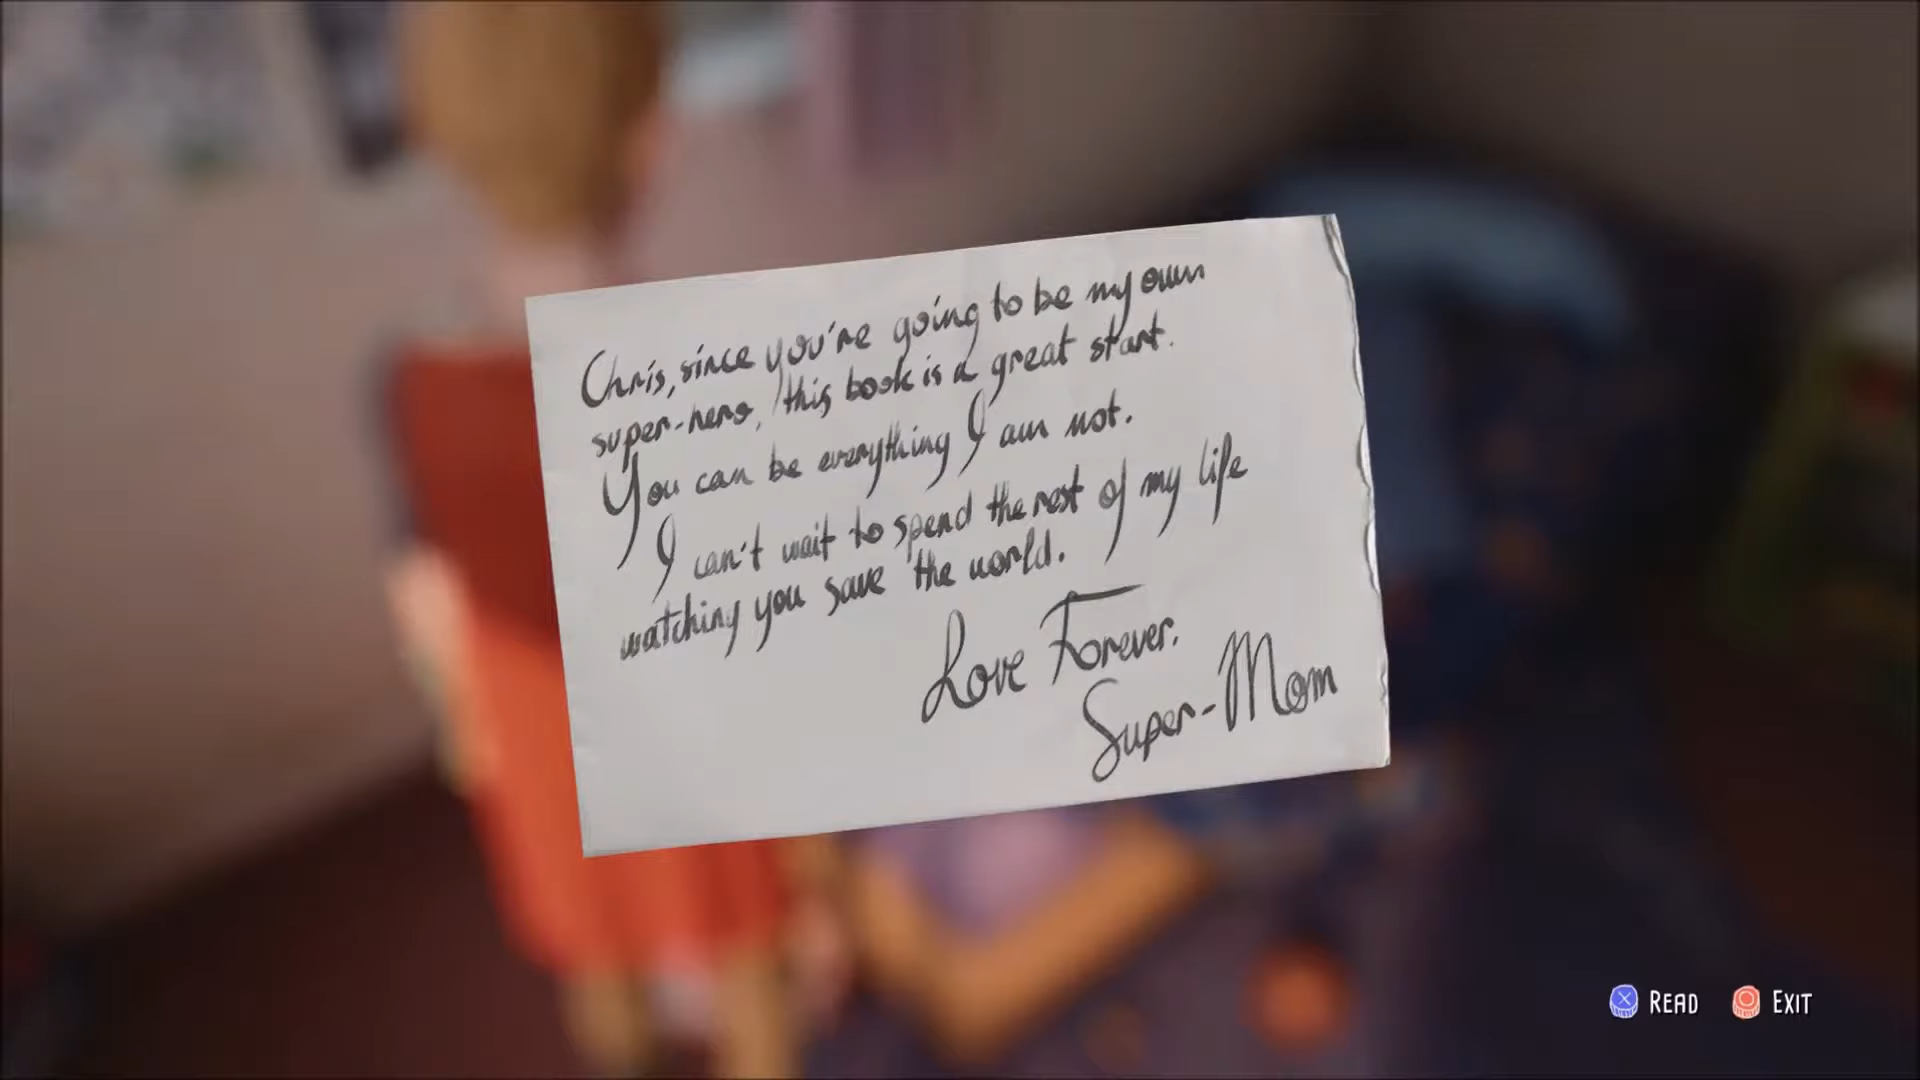 Chris, since you're going to be my own
super-hero, this book is a great start.
You can be everything I am not.
I can't wait to spend the rest of my life
watching you save the world.
Love Forever.
Super-Mom
READ
EXIT